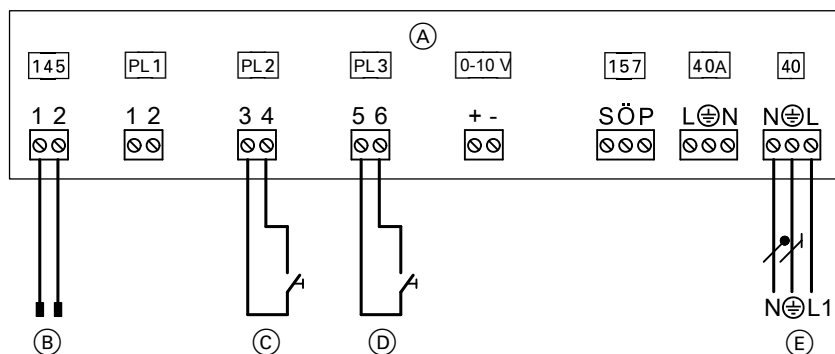 A
145 PL1 PL2 PL3 0-10 V 157 40A 40
1 2 1 2 3 4 5 6 + - S Ö P L ⏚ N N ⏚ L
N ⏚ L1
B C D E